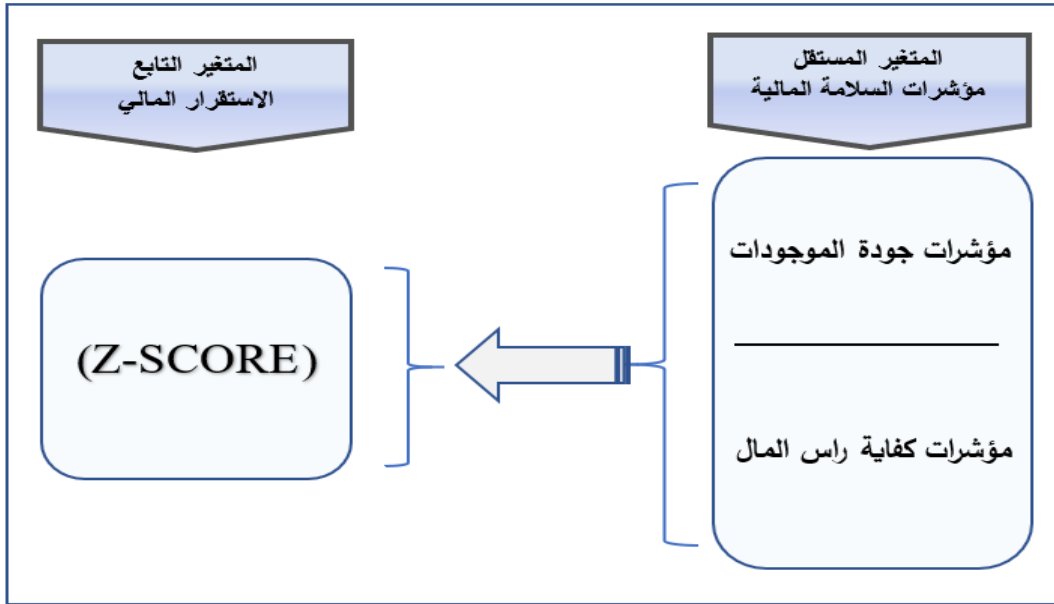 المتغير المستقل
مؤشرات السلامة المالية
مؤشرات جودة الموجودات
مؤشرات كفاية راس المال
المتغير التابع
الاستقرار المالي
(Z-SCORE)